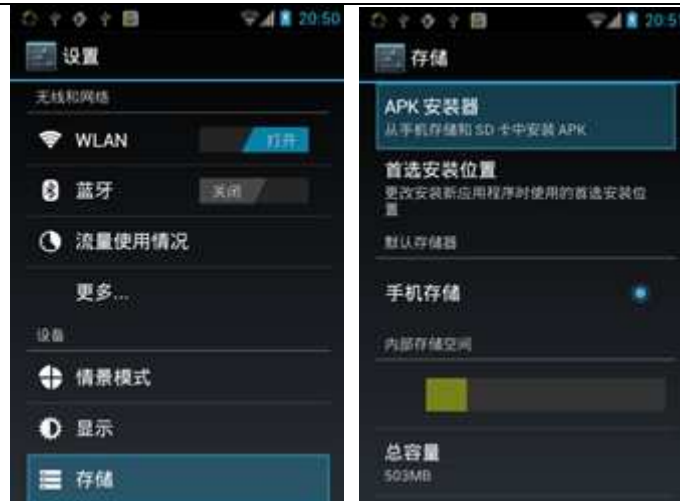 20:50
设置
无线和网络
WLAN 打开
蓝牙 关闭
流量使用情况
更多...
设备
情景模式
显示
存储
20:51
存储
APK 安装器
从手机存储和 SD 卡中安装 APK
首选安装位置
更改安装新应用程序时使用的首选安装位
置
默认存储器
手机存储
内部存储空间
总容量
503MB